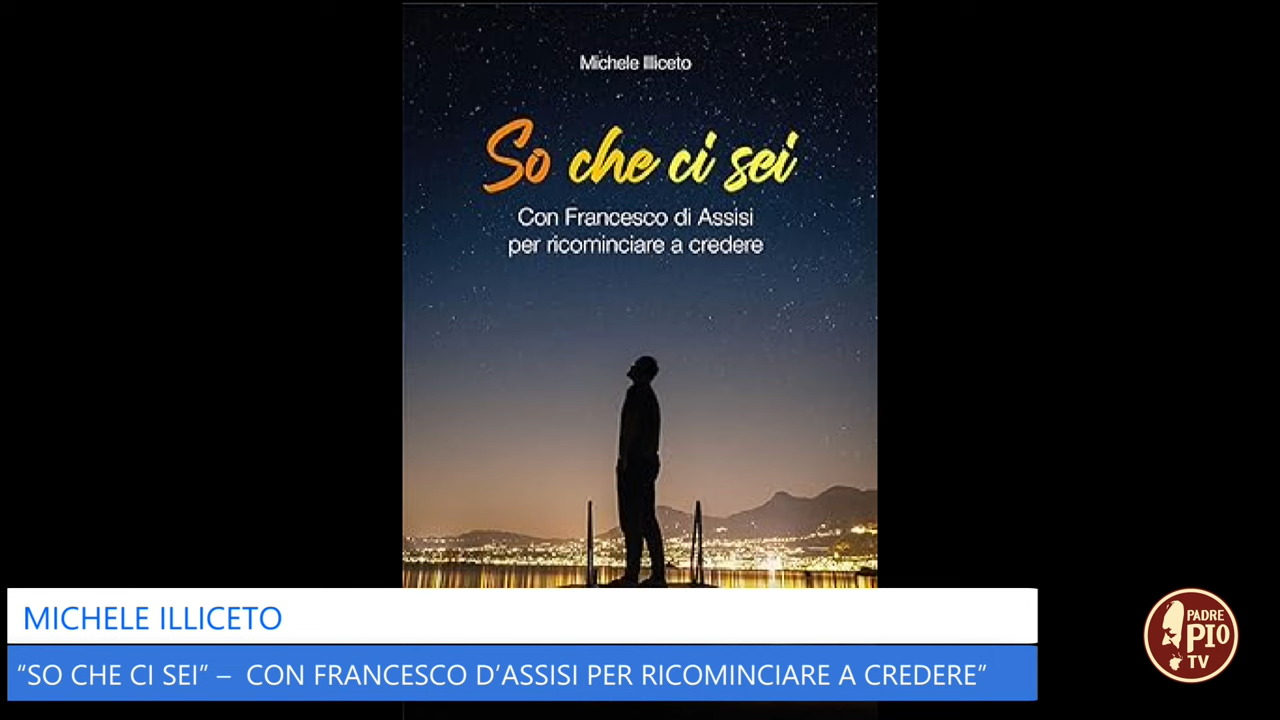 Michele Illiceto
So che ci sei
Con Francesco di Assisi
per ricominciare a credere
MICHELE ILLICETO
“SO CHE CI SEI” – CON FRANCESCO D’ASSISI PER RICOMINCIARE A CREDERE”
PADRE
PIO
TV